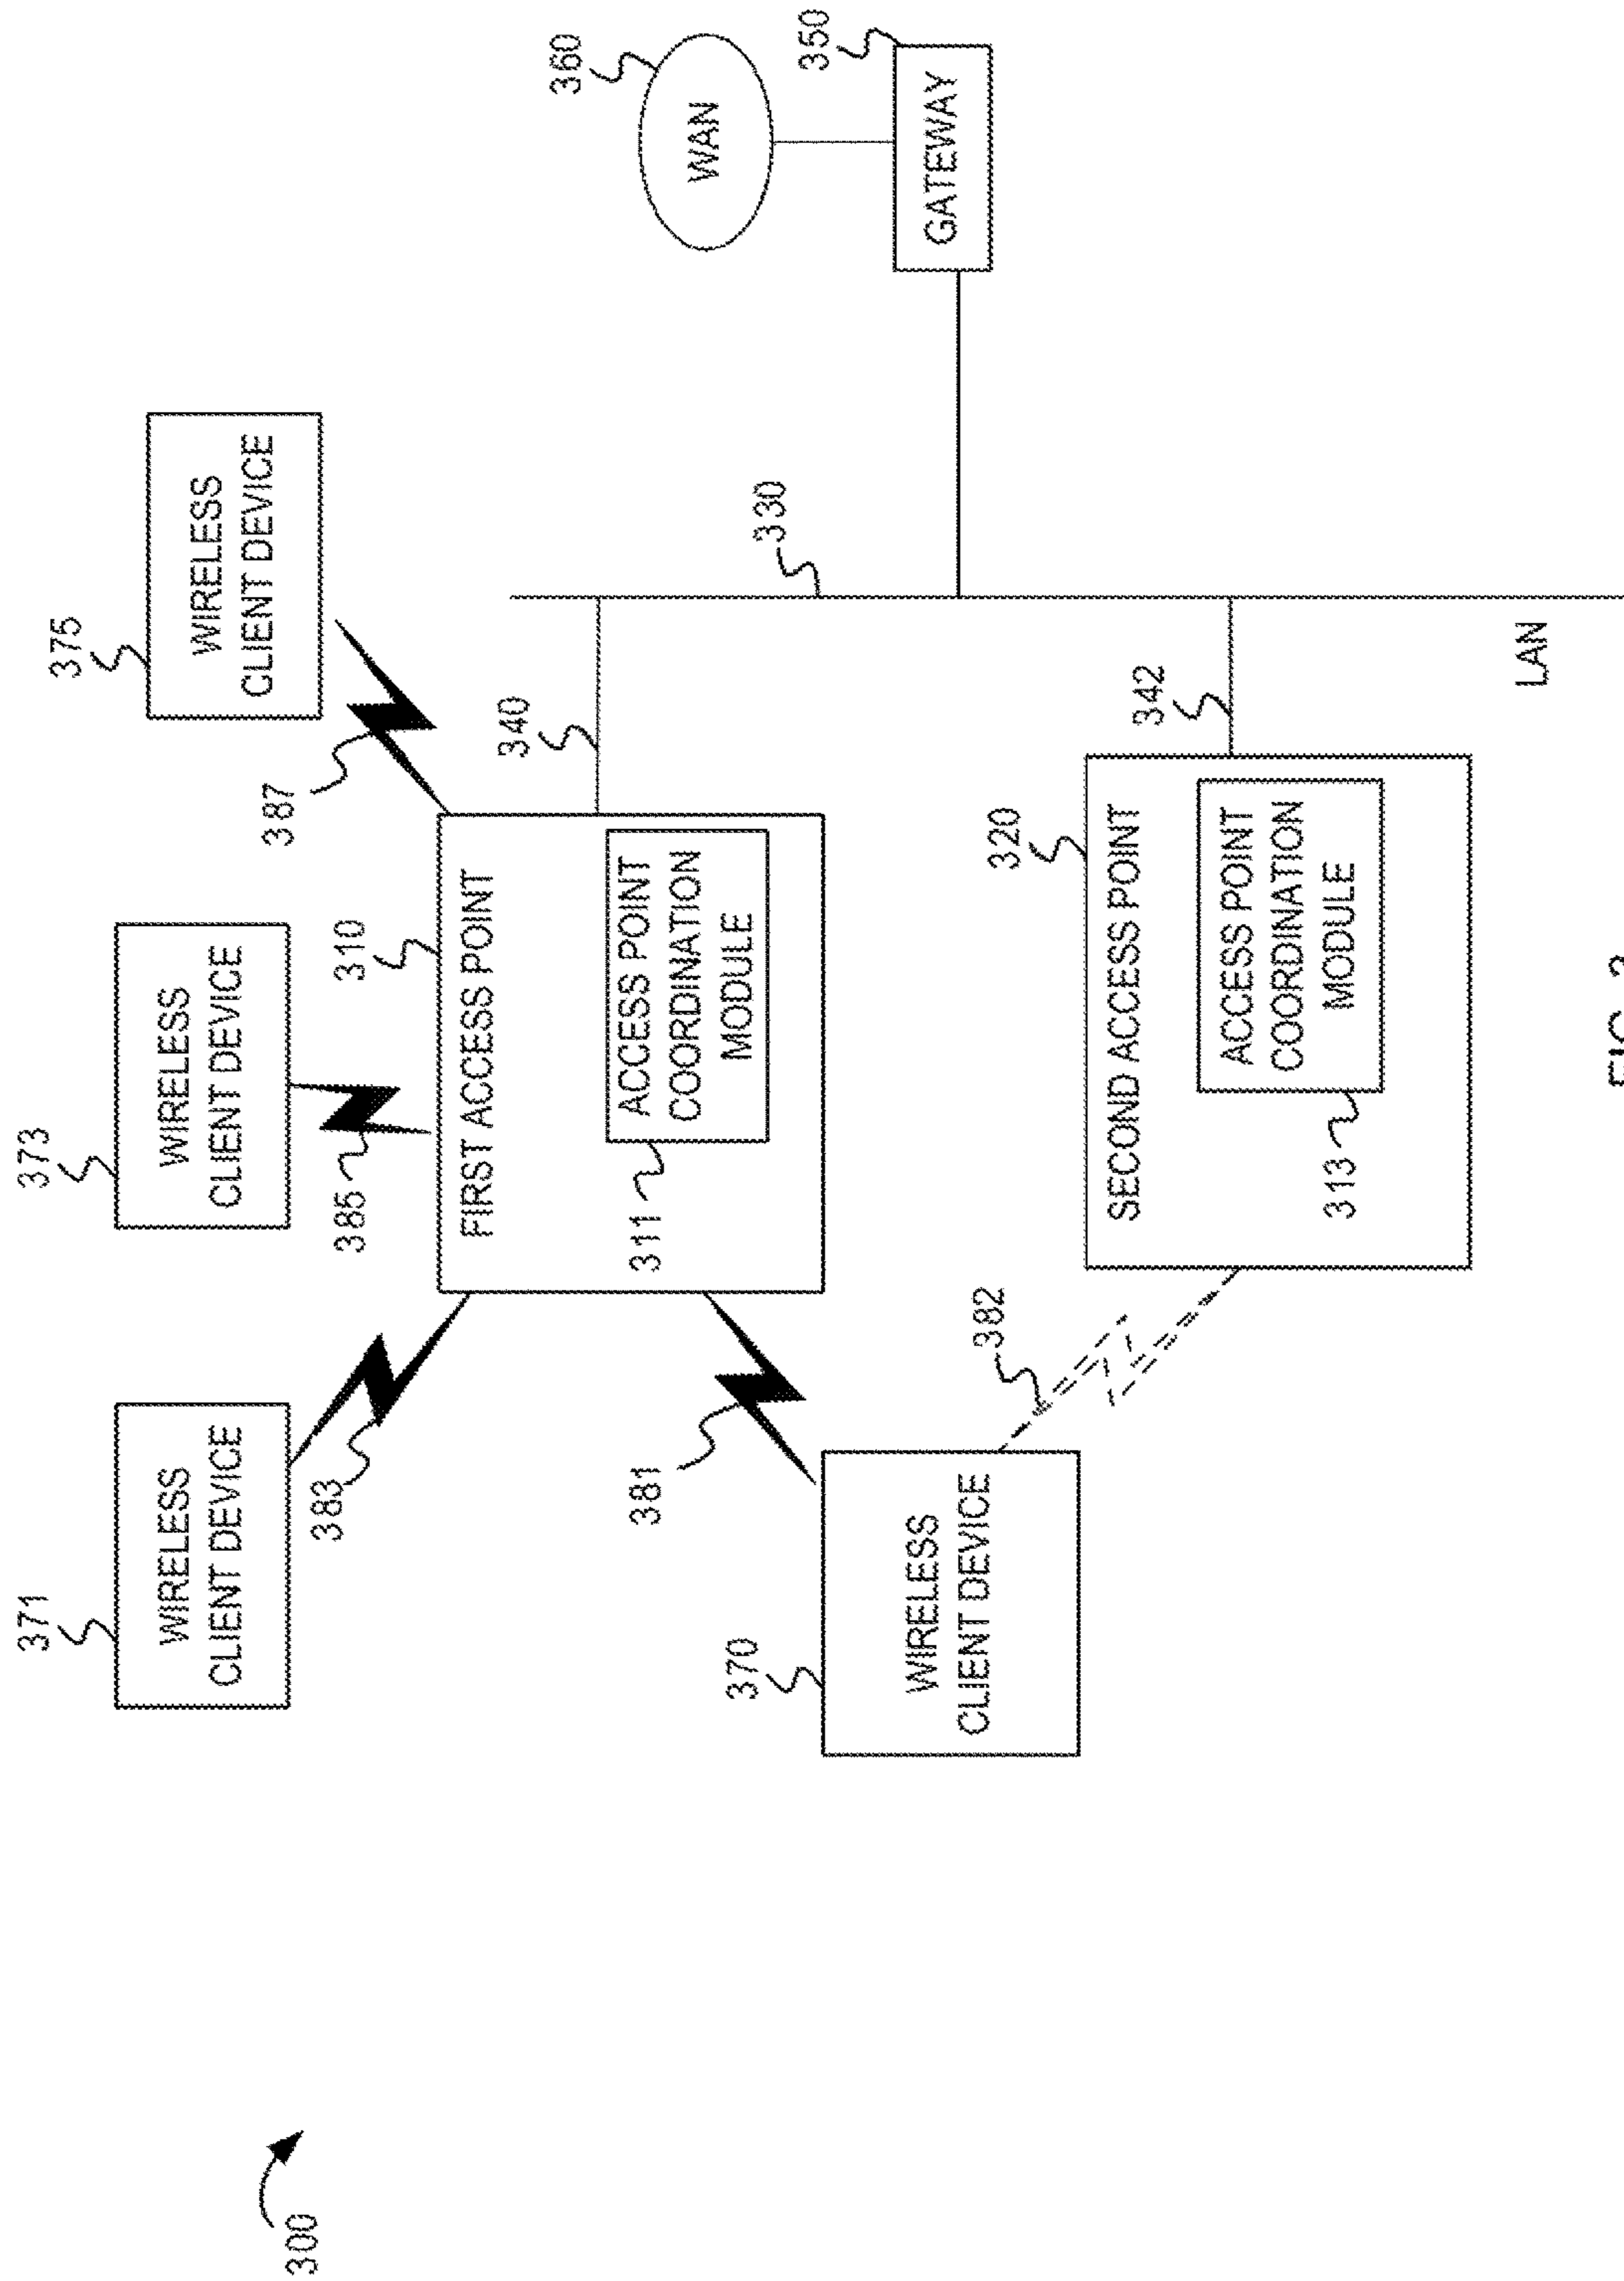 300
371
WIRELESS
CLIENT DEVICE
373
WIRELESS
CLIENT DEVICE
375
WIRELESS
CLIENT DEVICE
383
385
387
310
FIRST ACCESS POINT
311
ACCESS POINT
COORDINATION
MODULE
340
360
WAN
350
GATEWAY
330
370
WIRELESS
CLIENT DEVICE
381
382
320
SECOND ACCESS POINT
313
ACCESS POINT
COORDINATION
MODULE
342
LAN